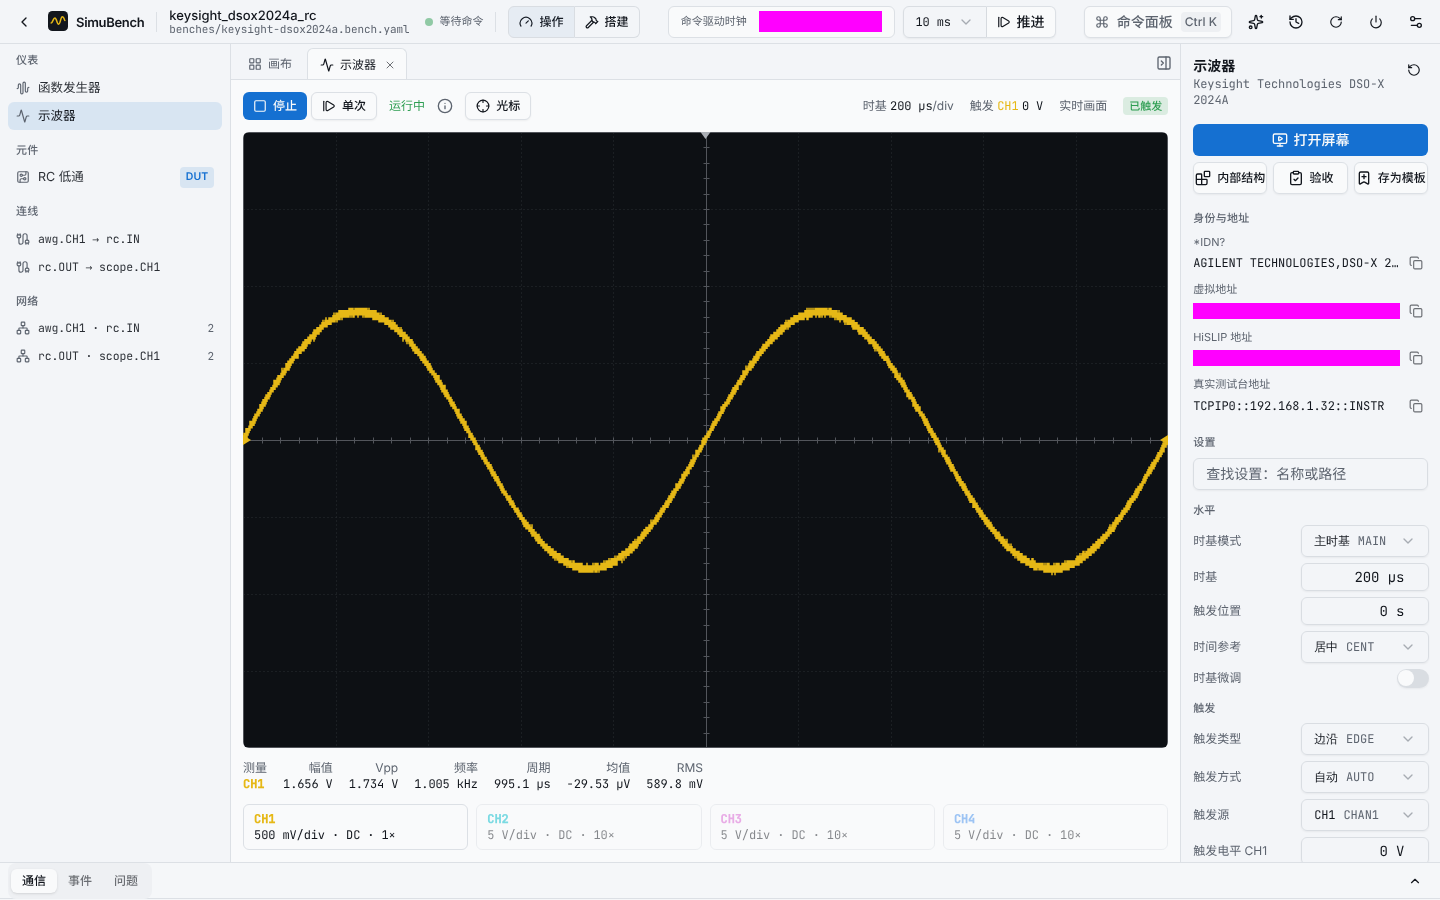 SimuBench
keysight_dsox2024a_rc
benches/keysight-dsox2024a.bench.yaml
等待命令
操作
搭建
命令驱动时钟
10 ms
推进
命令面板 Ctrl K
仪表
函数发生器
示波器
元件
RC 低通 DUT
连线
awg.CH1 → rc.IN
rc.OUT → scope.CH1
网络
awg.CH1 · rc.IN 2
rc.OUT · scope.CH1 2
画布
示波器
停止
单次
运行中
光标
时基 200 µs/div
触发 CH1 0 V
实时画面
已触发
测量 幅值 Vpp 频率 周期 均值 RMS
CH1 1.656 V 1.734 V 1.005 kHz 995.1 µs -29.53 µV 589.8 mV
CH1
500 mV/div · DC · 1×
CH2
5 V/div · DC · 10×
CH3
5 V/div · DC · 10×
CH4
5 V/div · DC · 10×
示波器
Keysight Technologies DSO-X
2024A
打开屏幕
内部结构
验收
存为模板
身份与地址
*IDN?
AGILENT TECHNOLOGIES,DSO-X 2…
虚拟地址
HiSLIP 地址
真实测试台地址
TCPIP0::192.168.1.32::INSTR
设置
查找设置：名称或路径
水平
时基模式 主时基 MAIN
时基 200 µs
触发位置 0 s
时间参考 居中 CENT
时基微调
触发
触发类型 边沿 EDGE
触发方式 自动 AUTO
触发源 CH1 CHAN1
触发电平 CH1 0 V
通信
事件
问题